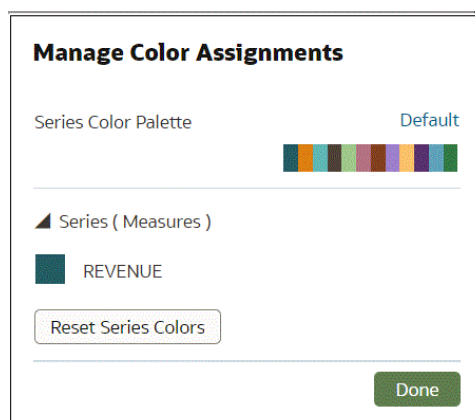 Manage Color Assignments
Series Color Palette Default
Series ( Measures )
REVENUE
Reset Series Colors
Done